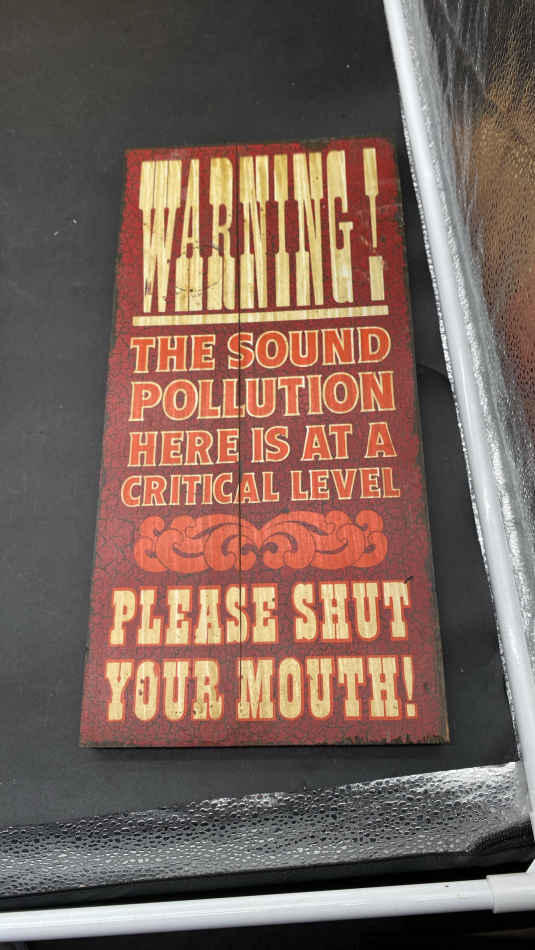 WARNING!
THE SOUND
POLLUTION
HERE IS AT A
CRITICAL LEVEL
PLEASE SHUT
YOUR MOUTH!